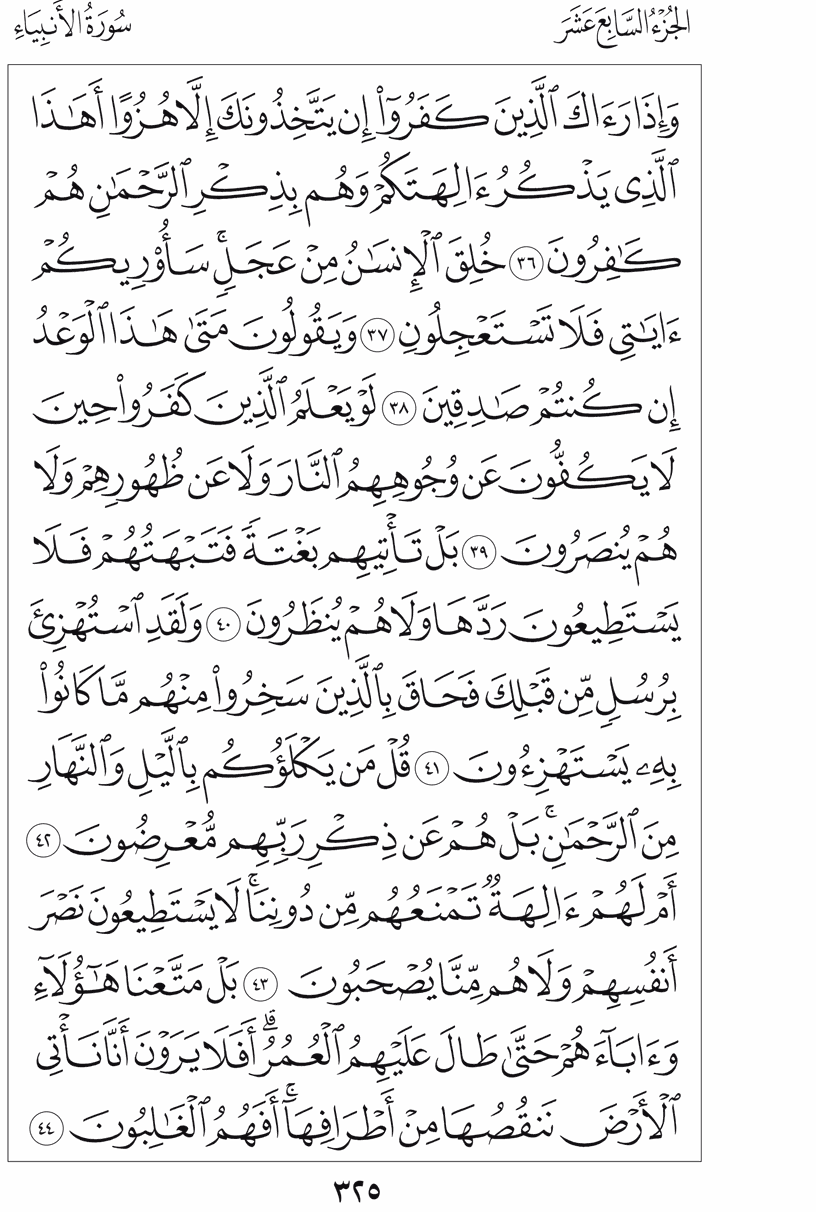 الجُزْءُ السَّابِعَ عَشَرَ
سُورَةُ الأَنبِيَاءِ
وَإِذَا رَءَاكَ ٱلَّذِينَ كَفَرُوٓا۟ إِن يَتَّخِذُونَكَ إِلَّا هُزُوًا أَهَـٰذَا
ٱلَّذِى يَذْكُرُ ءَالِهَتَكُمْ وَهُم بِذِكْرِ ٱلرَّحْمَـٰنِ هُمْ
كَـٰفِرُونَ ٣٦ خُلِقَ ٱلْإِنسَـٰنُ مِنْ عَجَلٍۚ سَأُو۟رِيكُمْ
ءَايَـٰتِى فَلَا تَسْتَعْجِلُونِ ٣٧ وَيَقُولُونَ مَتَىٰ هَـٰذَا ٱلْوَعْدُ
إِن كُنتُمْ صَـٰدِقِينَ ٣٨ لَوْ يَعْلَمُ ٱلَّذِينَ كَفَرُوا۟ حِينَ
لَا يَكُفُّونَ عَن وُجُوهِهِمُ ٱلنَّارَ وَلَا عَن ظُهُورِهِمْ وَلَا
هُمْ يُنصَرُونَ ٣٩ بَلْ تَأْتِيهِم بَغْتَةً فَتَبْهَتُهُمْ فَلَا
يَسْتَطِيعُونَ رَدَّهَا وَلَا هُمْ يُنظَرُونَ ٤٠ وَلَقَدِ ٱسْتُهْزِئَ
بِرُسُلٍ مِّن قَبْلِكَ فَحَاقَ بِٱلَّذِينَ سَخِرُوا۟ مِنْهُم مَّا كَانُوا۟
بِهِۦ يَسْتَهْزِءُونَ ٤١ قُلْ مَن يَكْلَؤُكُم بِٱلَّيْلِ وَٱلنَّهَارِ
مِنَ ٱلرَّحْمَـٰنِۚ بَلْ هُمْ عَن ذِكْرِ رَبِّهِم مُّعْرِضُونَ ٤٢
أَمْ لَهُمْ ءَالِهَةٌ تَمْنَعُهُم مِّن دُونِنَاۚ لَا يَسْتَطِيعُونَ نَصْرَ
أَنفُسِهِمْ وَلَا هُم مِّنَّا يُصْحَبُونَ ٤٣ بَلْ مَتَّعْنَا هَـٰٓؤُلَآءِ
وَءَابَآءَهُمْ حَتَّىٰ طَالَ عَلَيْهِمُ ٱلْعُمُرُۗ أَفَلَا يَرَوْنَ أَنَّا نَأْتِى
ٱلْأَرْضَ نَنقُصُهَا مِنْ أَطْرَافِهَآۚ أَفَهُمُ ٱلْغَـٰلِبُونَ ٤٤
٣٢٥